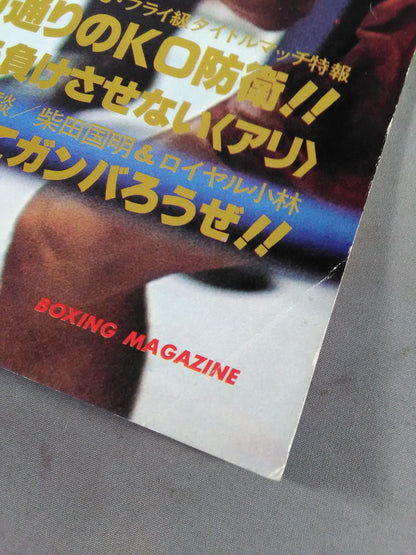 ・フライ級タイトルマッチ特報
通りのKO防衛!!
負けさせない〈アリ〉
談/柴田国明&ロイヤル小林
てガンバろうぜ!!
BOXING MAGAZINE